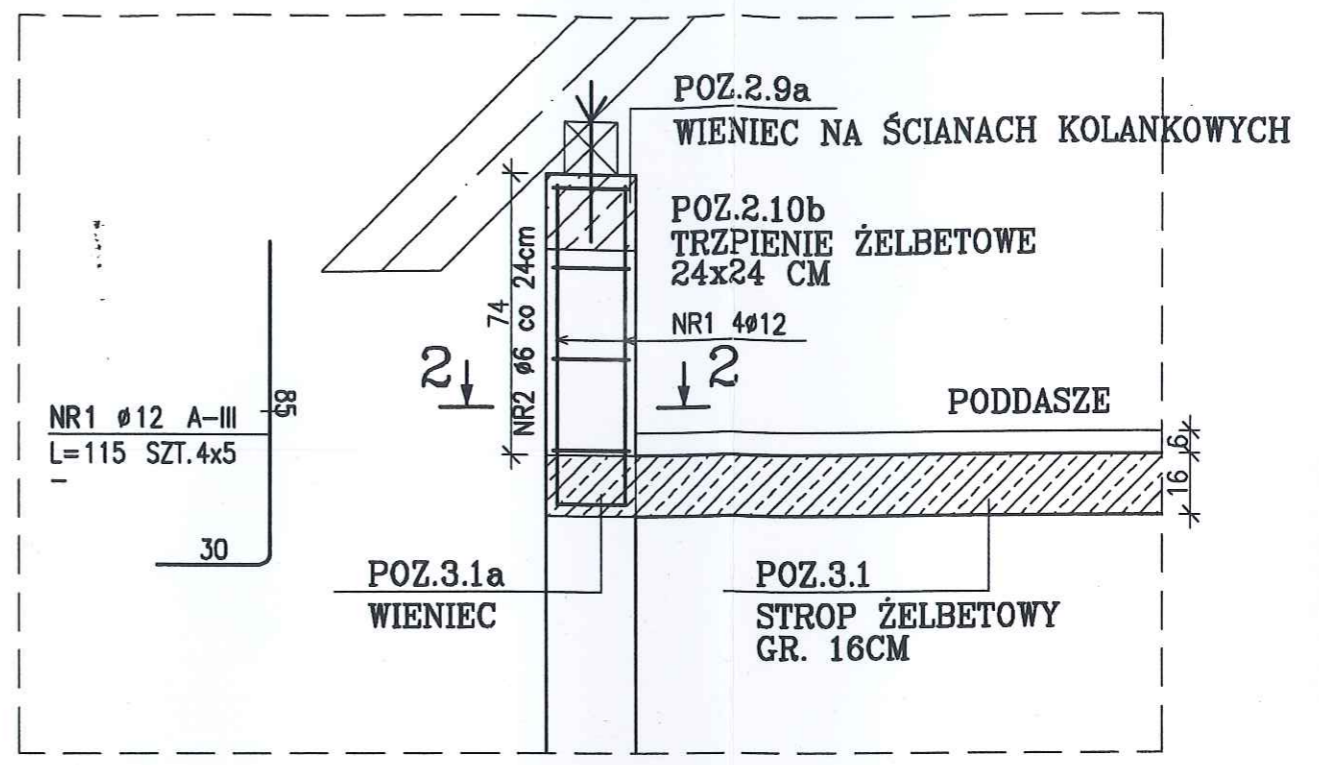 POZ.2.9a
WIENIEC NA ŚCIANACH KOLANKOWYCH
POZ.2.10b
TRZPIENIE ŻELBETOWE
24x24 CM
74
NR2 ø6 co 24cm
NR1 4ø12
2
2
PODDASZE
85
NR1 ø12 A-III
L=115 SZT.4x5
30
6
16
POZ.3.1a
WIENIEC
POZ.3.1
STROP ŻELBETOWY
GR. 16CM